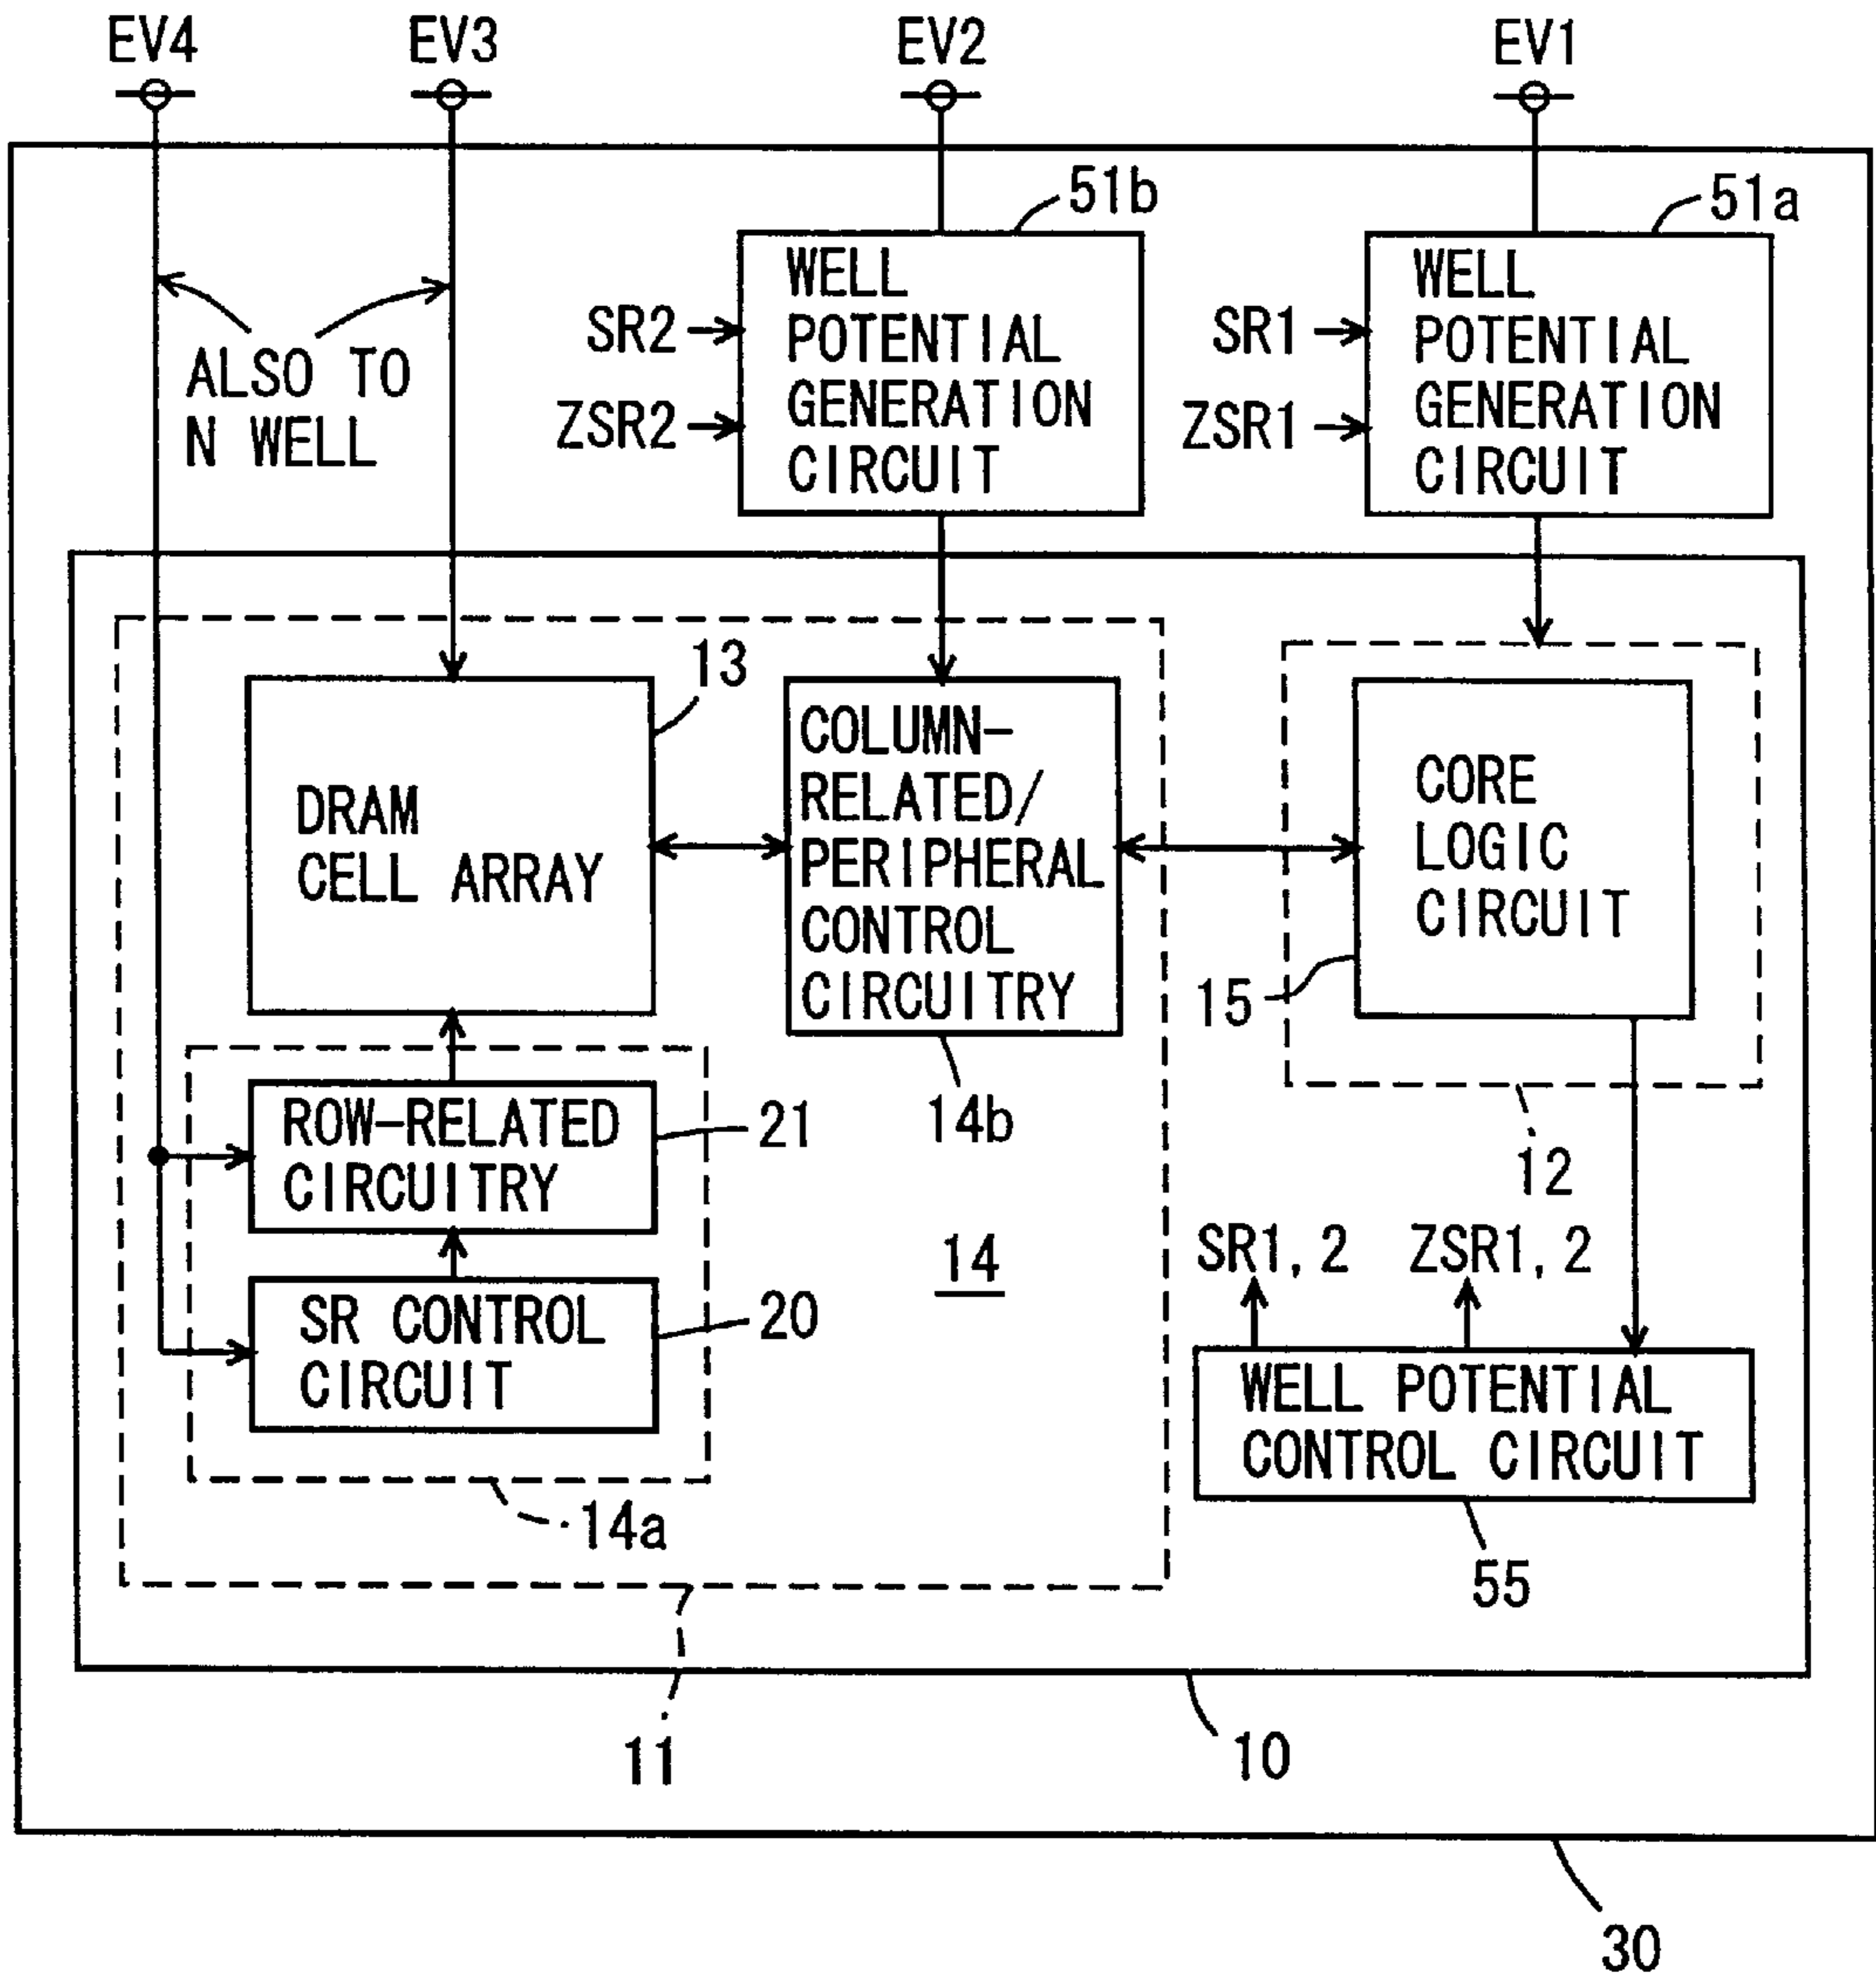 EV4
EV3
EV2
EV1
51b
51a
WELL
POTENTIAL
GENERATION
CIRCUIT
WELL
POTENTIAL
GENERATION
CIRCUIT
SR2
ZSR2
SR1
ZSR1
ALSO TO
N WELL
13
DRAM
CELL ARRAY
COLUMN-
RELATED/
PERIPHERAL
CONTROL
CIRCUITRY
CORE
LOGIC
CIRCUIT
15
14b
12
ROW-RELATED
CIRCUITRY
21
SR CONTROL
CIRCUIT
20
14
14a
SR1, 2
ZSR1, 2
WELL POTENTIAL
CONTROL CIRCUIT
55
11
10
30